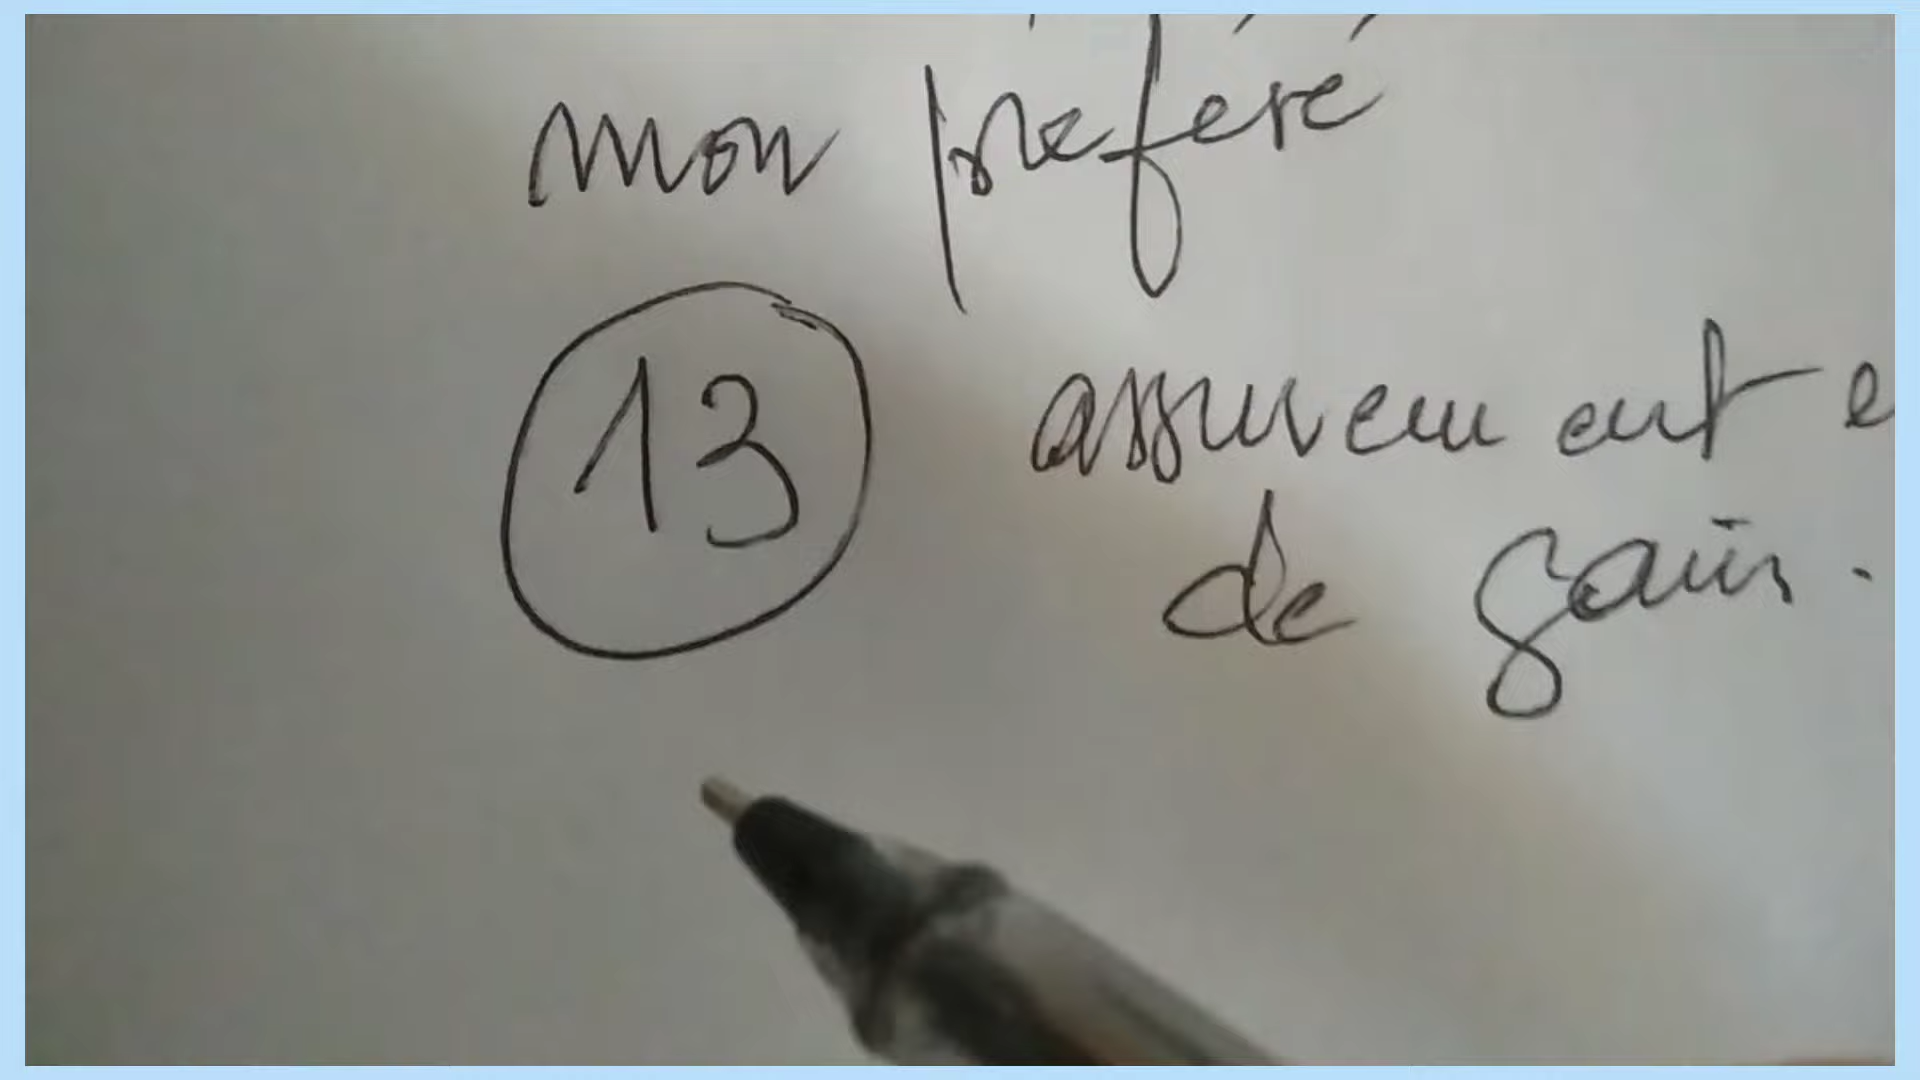 mon préféré
13 assurement e
de gain.